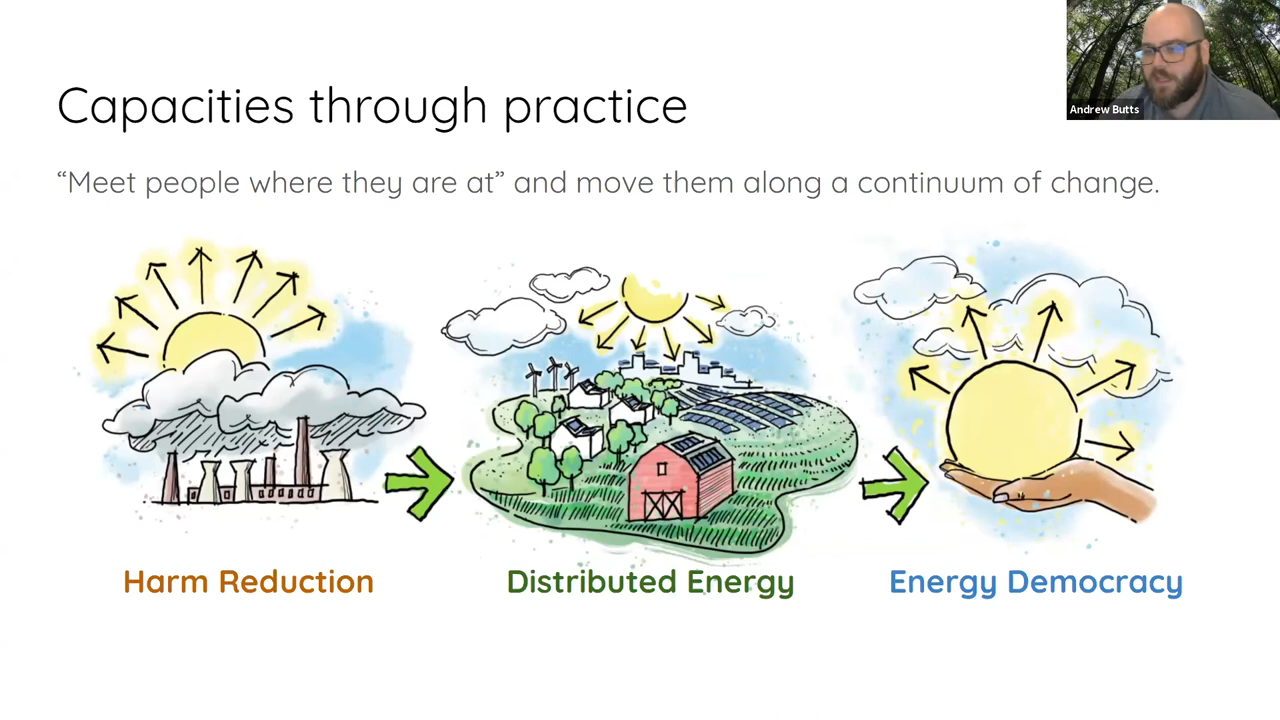 Capacities through practice
“Meet people where they are at” and move them along a continuum of change.
Andrew Butts
Harm Reduction
Distributed Energy
Energy Democracy